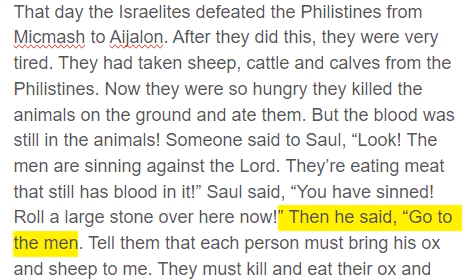 That day the Israelites defeated the Philistines from
Micmash to Aijalon. After they did this, they were very
tired. They had taken sheep, cattle and calves from the
Philistines. Now they were so hungry they killed the
animals on the ground and ate them. But the blood was
still in the animals! Someone said to Saul, “Look! The
men are sinning against the Lord. They’re eating meat
that still has blood in it!” Saul said, “You have sinned!
Roll a large stone over here now!” Then he said, “Go to
the men. Tell them that each person must bring his ox
and sheep to me. They must kill and eat their ox and